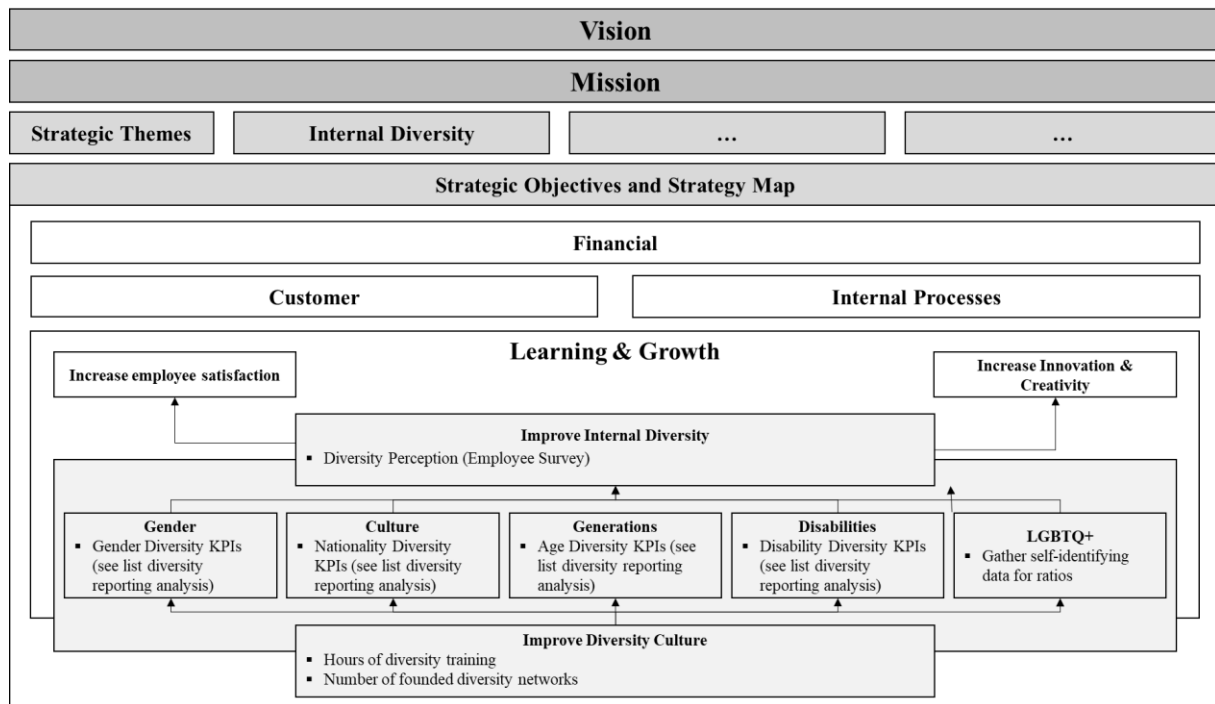 Vision
Mission
Strategic Themes
Internal Diversity
…
…
Strategic Objectives and Strategy Map
Financial
Customer
Internal Processes
Learning & Growth
Increase employee satisfaction
Increase Innovation &
Creativity
Improve Internal Diversity
▪ Diversity Perception (Employee Survey)
Gender
▪ Gender Diversity KPIs
(see list diversity
reporting analysis)
Culture
▪ Nationality Diversity
KPIs (see list diversity
reporting analysis)
Generations
▪ Age Diversity KPIs (see
list diversity reporting
analysis)
Disabilities
▪ Disability Diversity KPIs
(see list diversity
reporting analysis)
LGBTQ+
▪ Gather self-identifying
data for ratios
Improve Diversity Culture
▪ Hours of diversity training
▪ Number of founded diversity networks